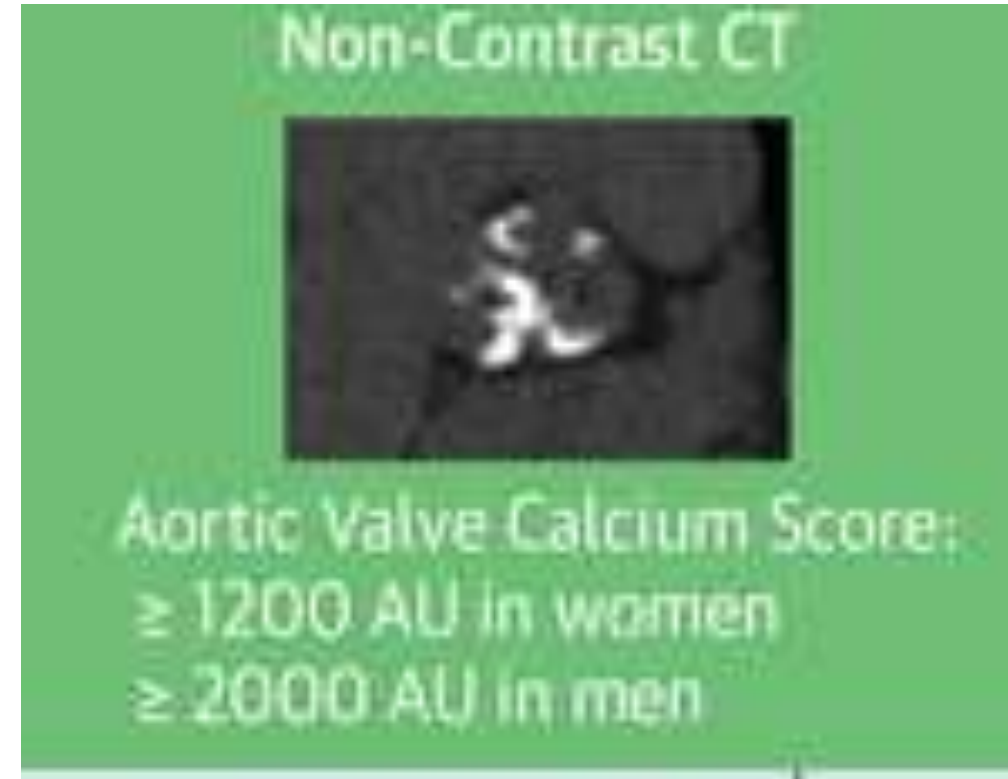 Non-Contrast CT
Aortic Valve Calcium Score:
≥ 1200 AU in women
≥ 2000 AU in men